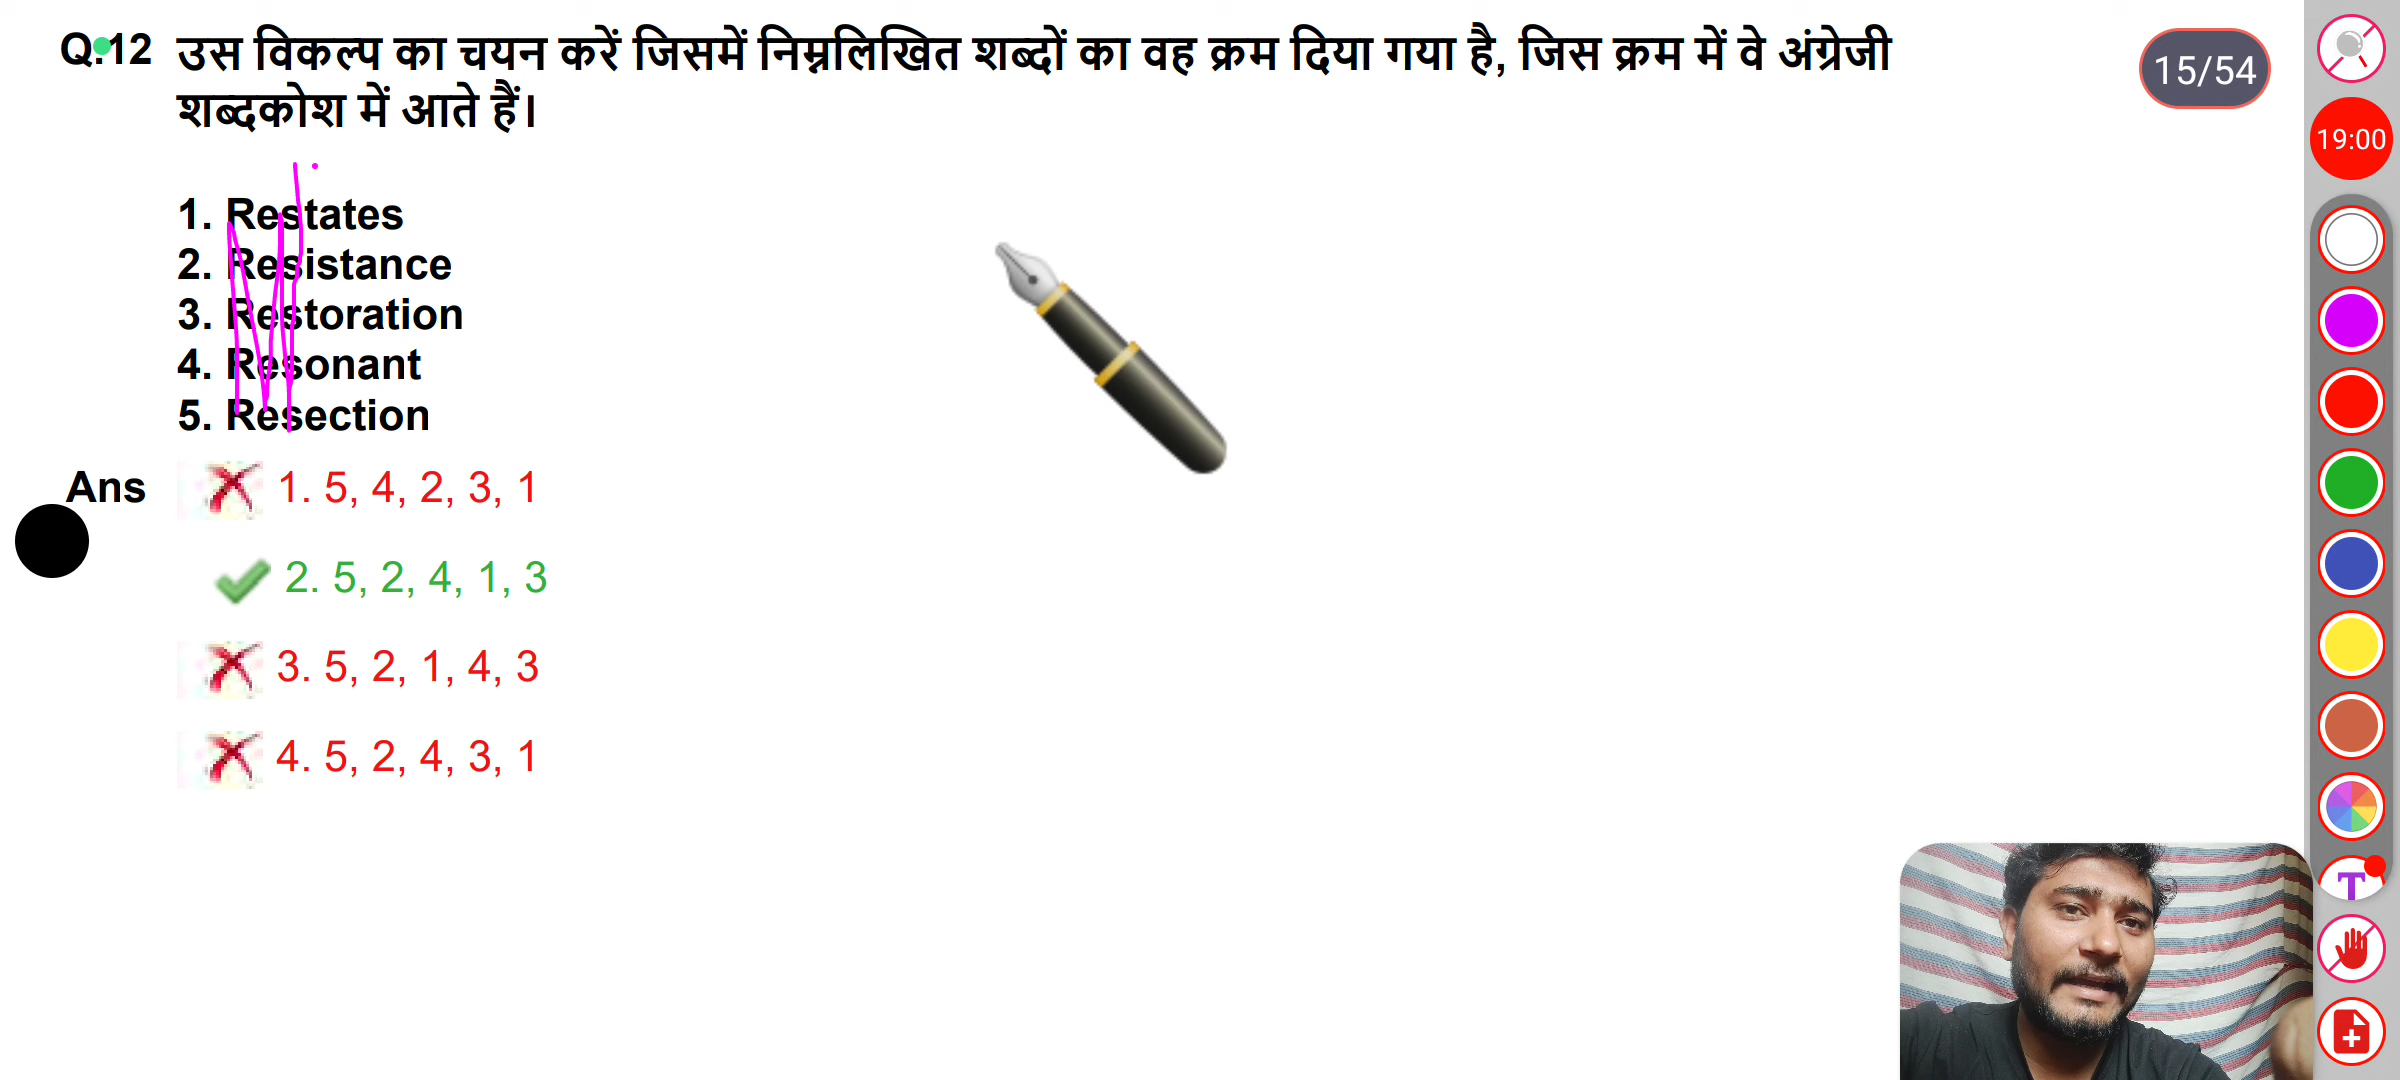 Q.12 उस विकल्प का चयन करें जिसमें निम्नलिखित शब्दों का वह क्रम दिया गया है, जिस क्रम में वे अंग्रेजी
शब्दकोश में आते हैं।
15/54
19:00
1. Restates
2. Resistance
3. Restoration
4. Resonant
5. Resection
Ans 1. 5, 4, 2, 3, 1
2. 5, 2, 4, 1, 3
3. 5, 2, 1, 4, 3
4. 5, 2, 4, 3, 1
T